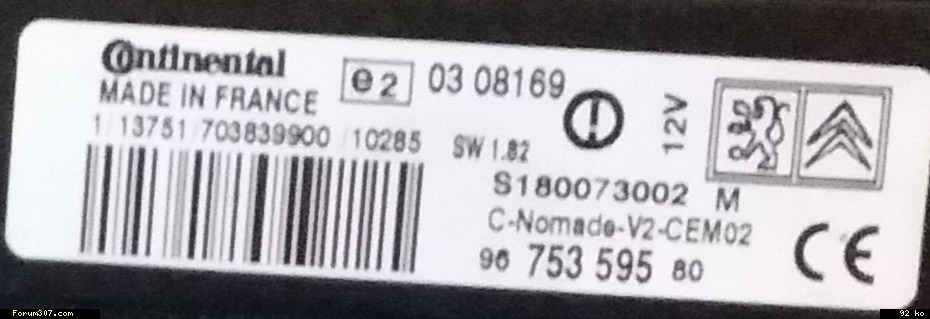 Continental
MADE IN FRANCE
e2 03 08169
12V
1 13751 703839900 10285
SW 1.82
S180073002 M
C-Nomade-V2-CEM02
96 753 595 80
CE
Forum307.com
92 ko